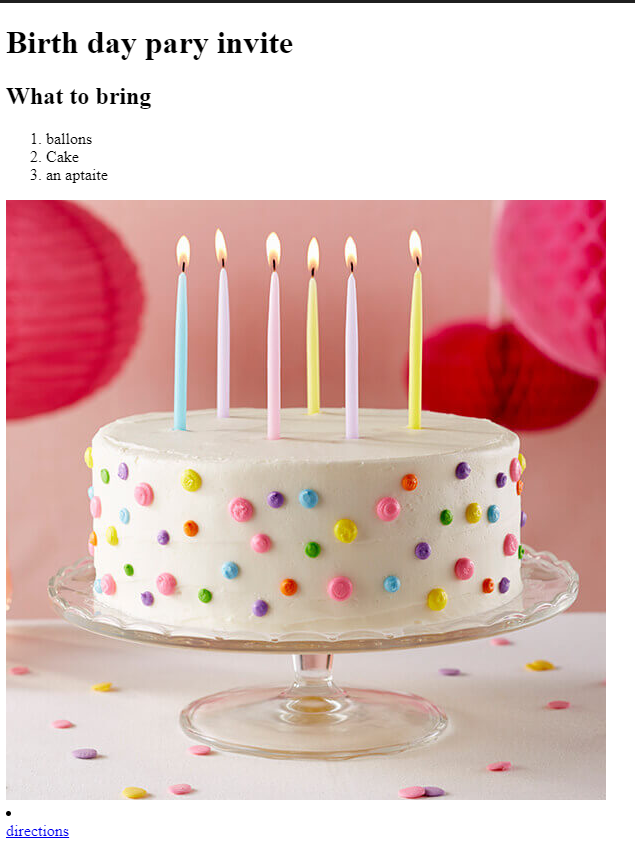 Birth day pary invite
What to bring
1. ballons
2. Cake
3. an aptaite
directions